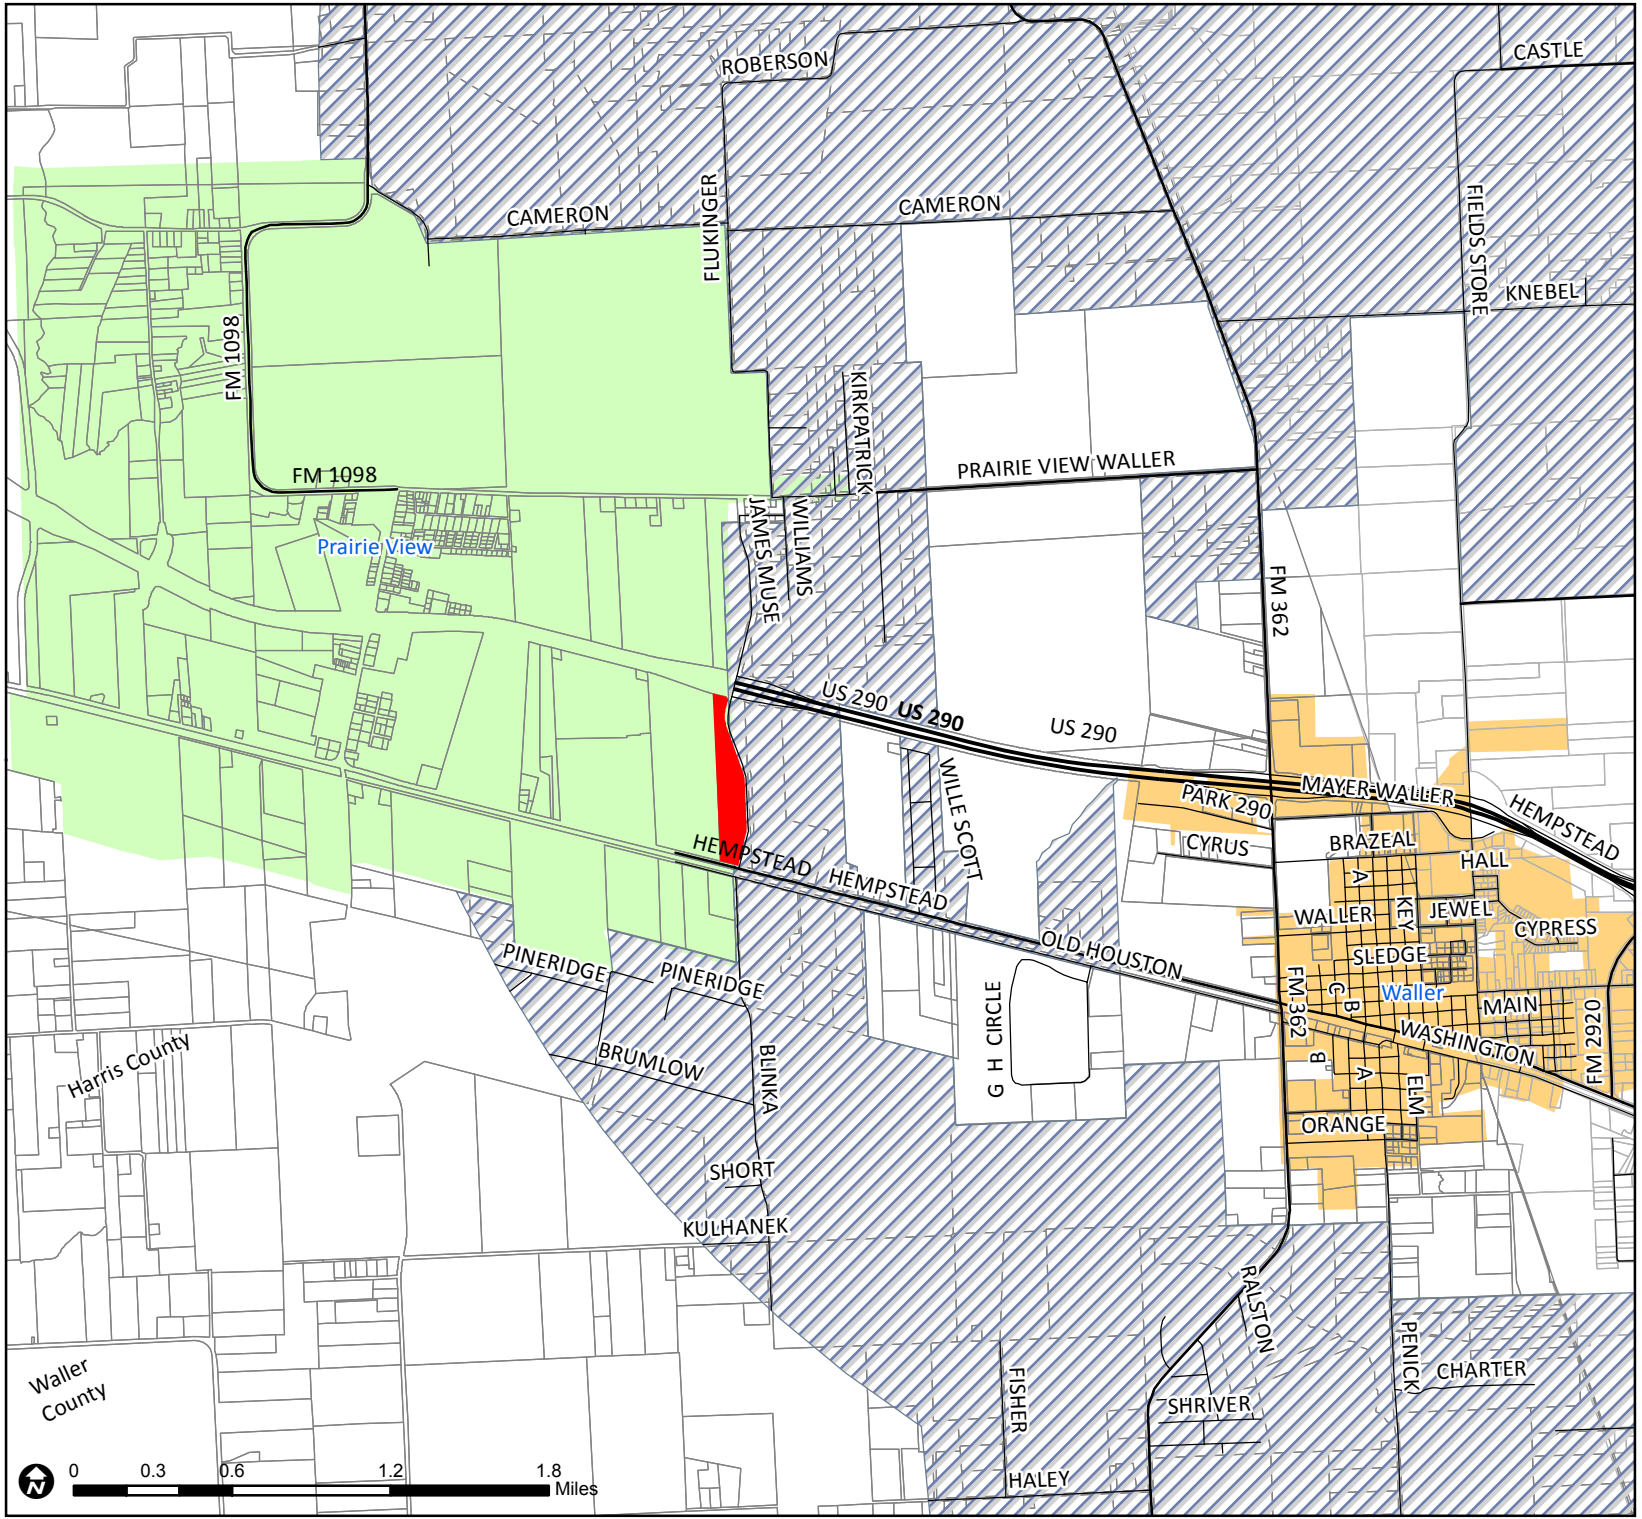 CASTLE
ROBERSON
FIELDS STORE
FLUKINGER
CAMERON
CAMERON
KNEBEL
FM 1098
KIRKPATRICK
PRAIRIE VIEW WALLER
FM 1098
JAMES MUSE
WILLIAMS
Prairie View
FM 362
US 290
US 290
US 290
WILLE SCOTT
MAYER WALLER
PARK 290
HEMPSTEAD
BRAZEAL
CYRUS
HEMPSTEAD
HALL
A
HEMPSTEAD
KEY
JEWEL
WALLER
CYPRESS
OLD HOUSTON
SLEDGE
PINERIDGE
PINERIDGE
G H CIRCLE
FM 362
C
B
Waller
MAIN
WASHINGTON
FM 2920
Harris County
BRUMLOW
BLINKA
B
A
ELM
ORANGE
SHORT
KULHANEK
RALSTON
PENICK
CHARTER
Waller
County
FISHER
SHRIVER
HALEY
N
0 0.3 0.6 1.2 1.8
Miles